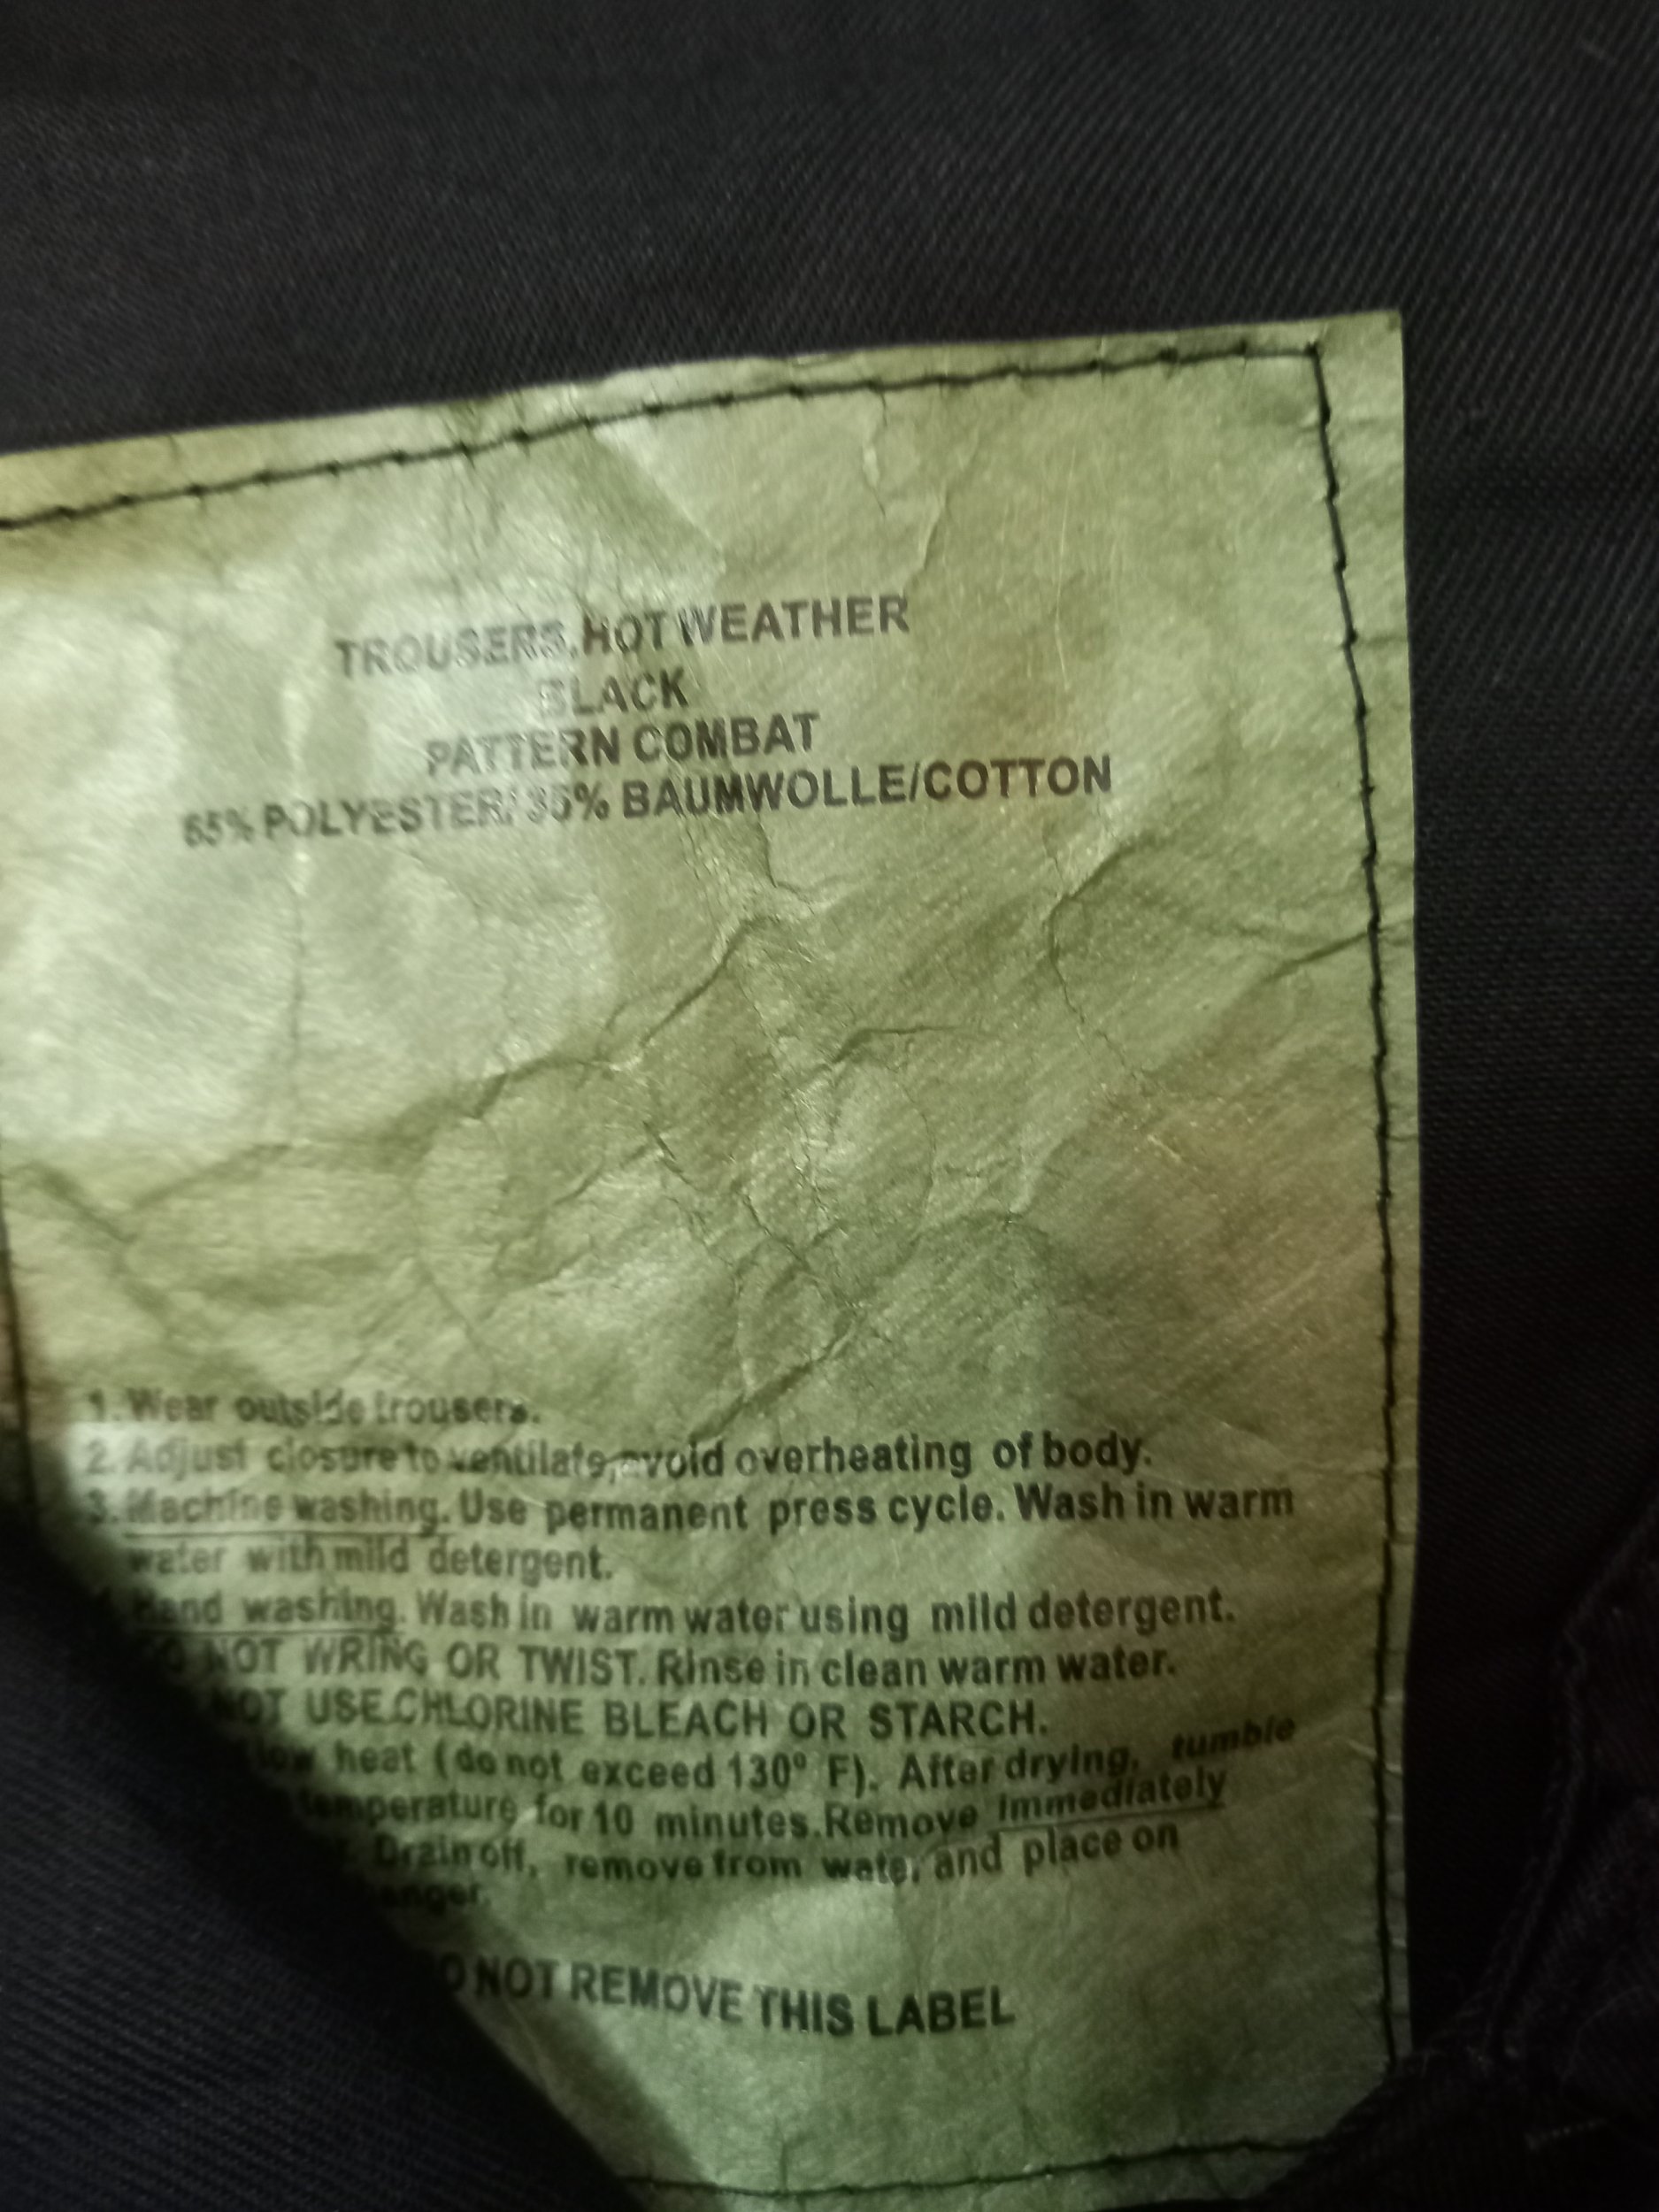 TROUSERS, HOT WEATHER
BLACK
PATTERN COMBAT
65% POLYESTER/ 35% BAUMWOLLE/COTTON
1. Wear outside trousers.
2. Adjust closure to ventilate, avoid overheating of body.
3. Machine washing. Use permanent press cycle. Wash in warm
water with mild detergent.
Hand washing. Wash in warm water using mild detergent.
NOT WRING OR TWIST. Rinse in clean warm water.
NOT USE CHLORINE BLEACH OR STARCH.
low heat (do not exceed 130° F). After drying, tumble
temperature for 10 minutes. Remove immediately
Drain off, remove from water and place on
NOT REMOVE THIS LABEL